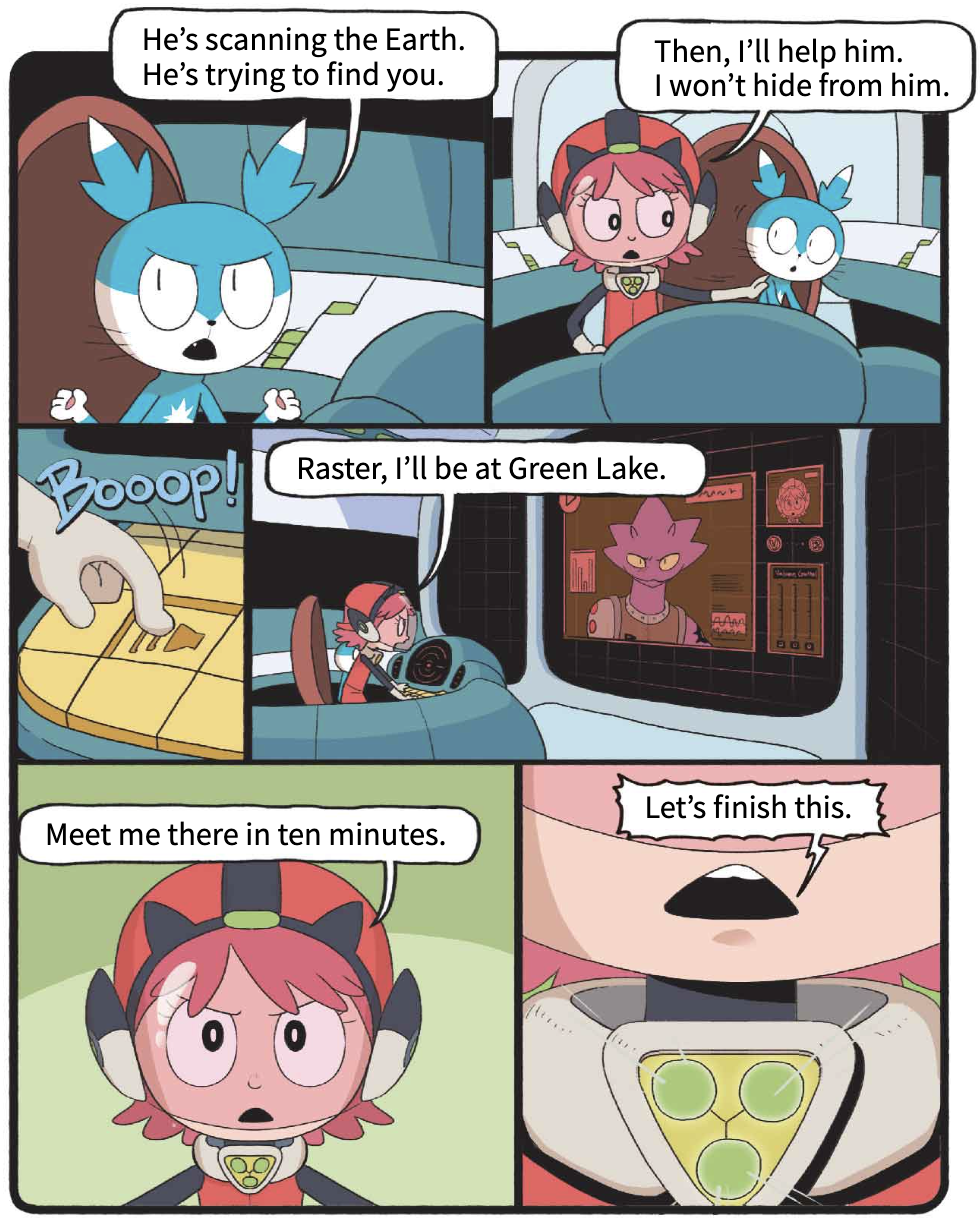 He's scanning the Earth.
He's trying to find you.
Then, I'll help him.
I won't hide from him.
Booop!
Raster, I'll be at Green Lake.
Meet me there in ten minutes.
Let's finish this.